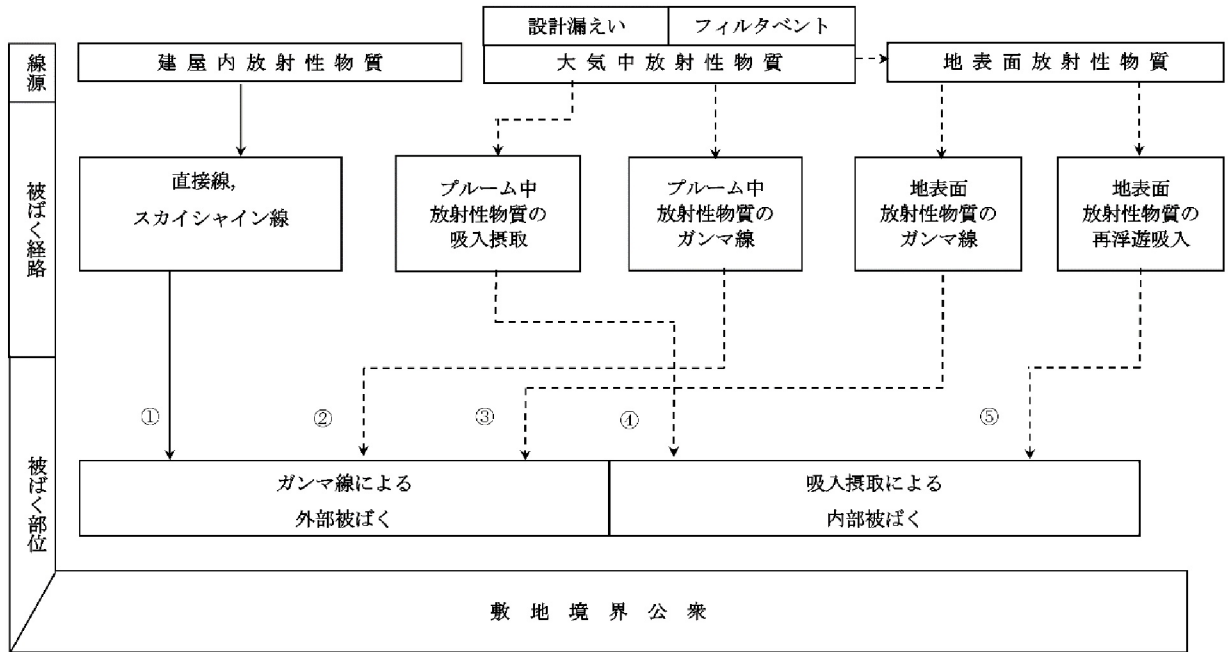 設計漏えい
フィルタベント
線源
建屋内放射性物質
大気中放射性物質
地表面放射性物質
被ばく経路
直接線，
スカイシャイン線
プルーム中
放射性物質の
吸入摂取
プルーム中
放射性物質の
ガンマ線
地表面
放射性物質の
ガンマ線
地表面
放射性物質の
再浮遊吸入
①
②
③
④
⑤
被ばく部位
ガンマ線による
外部被ばく
吸入摂取による
内部被ばく
敷地境界公衆